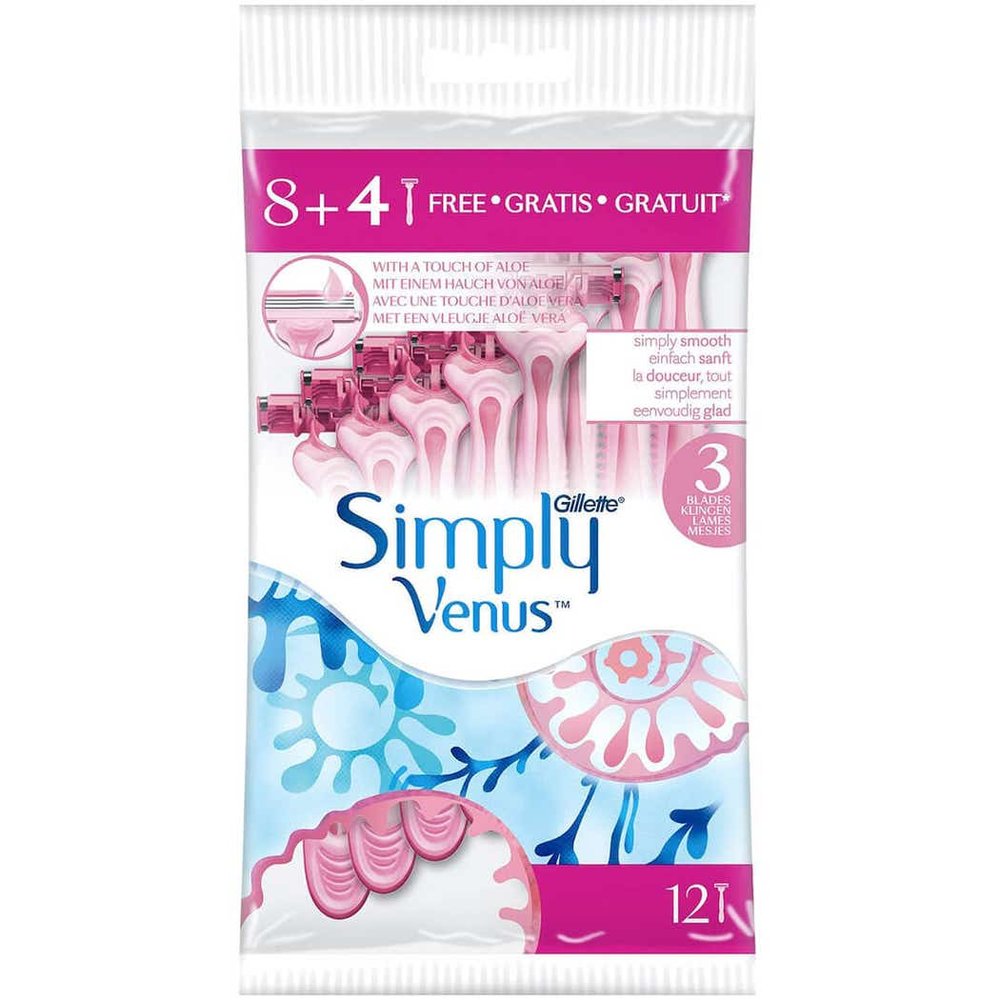 8+4 FREE • GRATIS • GRATUIT*
WITH A TOUCH OF ALOE
MIT EINEM HAUCH VON ALOE
AVEC UNE TOUCHE D'ALOE VERA
MET EEN VLEUGJE ALOË VERA
simply smooth
einfach sanft
la douceur, tout
simplement
eenvoudig glad
3
BLADES
KLINGEN
LAMES
MESJES
Gillette®
Simply
Venus™
12